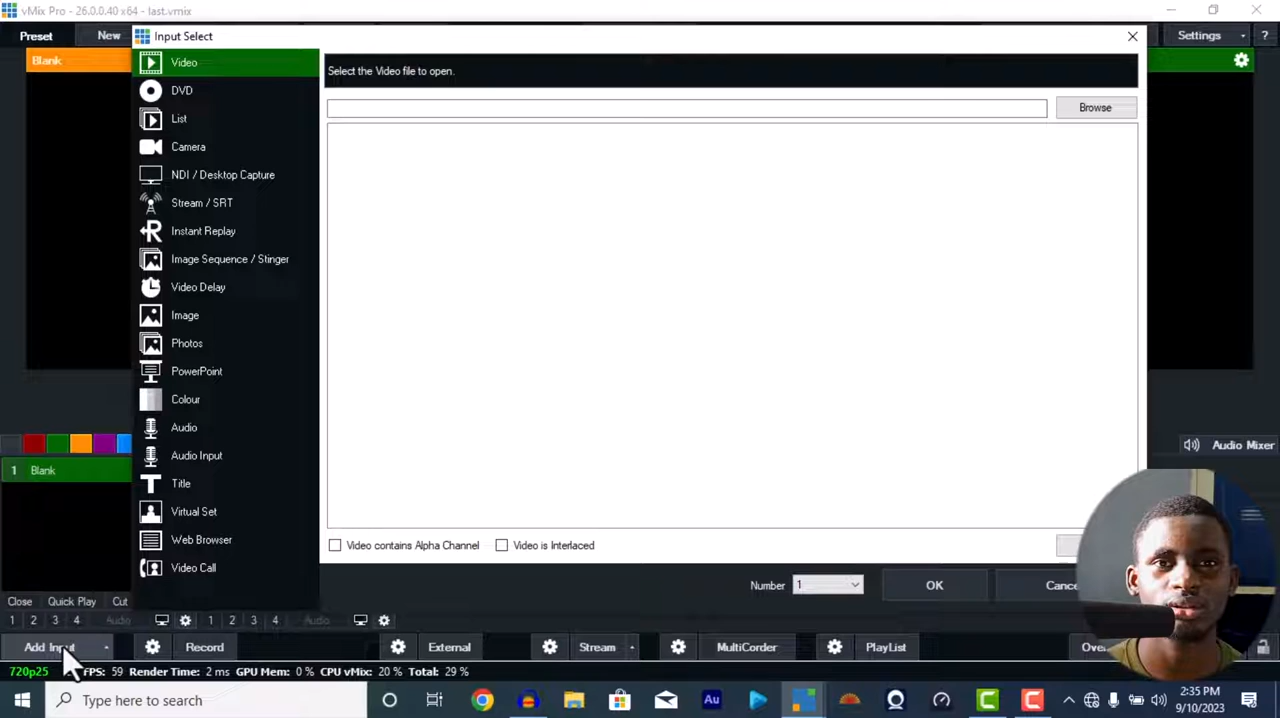 vMix Pro - 26.0.0.40 x64 - last.vmix
Preset
New
Input Select
Settings
?
Blank
Video
Select the Video file to open.
DVD
Browse
List
Camera
NDI / Desktop Capture
Stream / SRT
Instant Replay
Image Sequence / Stinger
Video Delay
Image
Photos
PowerPoint
Colour
Audio
Audio Input
Audio Mixer
1 Blank
Title
Virtual Set
Web Browser
Video contains Alpha Channel
Video is Interlaced
Video Call
Number 1
OK
Close Quick Play Cut
1 2 3 4 Audio
1 2 3 4 Audio
Add Input
Record
External
Stream
MultiCorder
PlayList
720p25 FPS: 59 Render Time: 2 ms GPU Mem: 0 % CPU vMix: 20 % Total: 29 %
Type here to search
Au
2:35 PM
9/10/2023